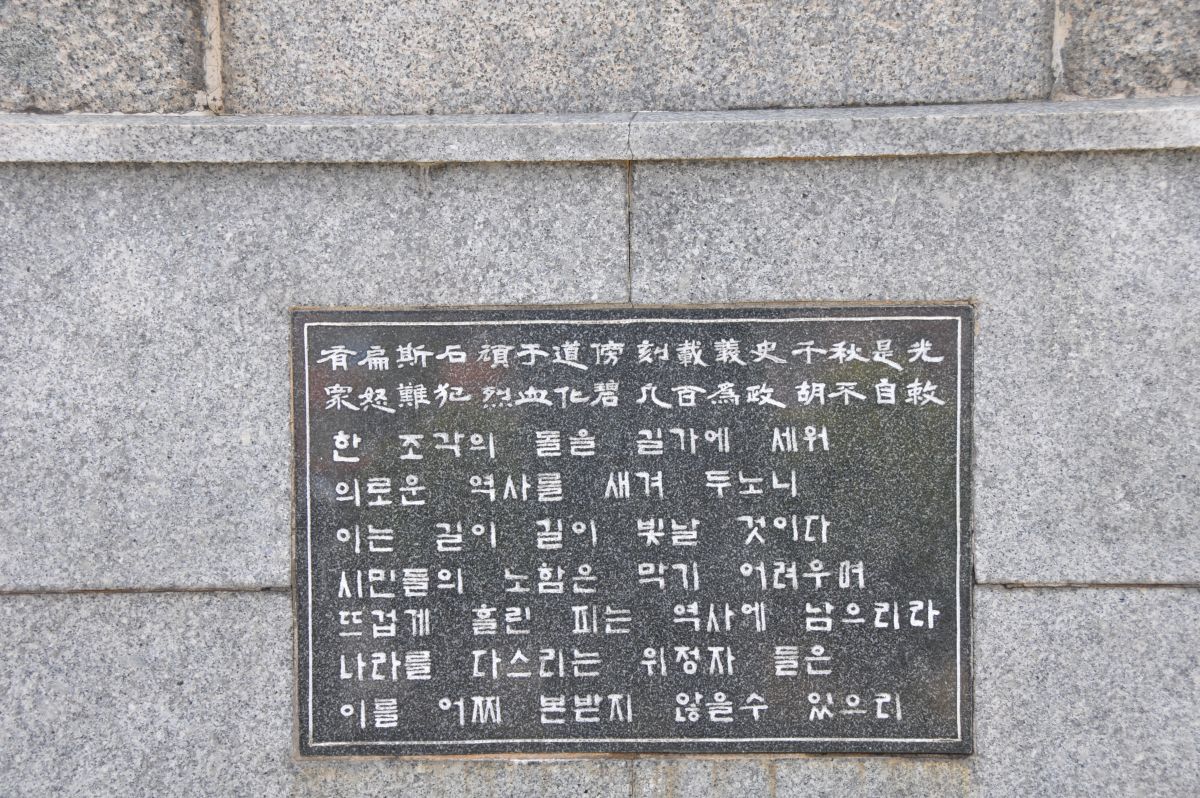 有扁斯石 于道傍 刻載義史 千秋是光
衆怒難犯 烈血化碧 凡百為政 胡不自敕
한 조각의 돌을 길가에 세워
의로운 역사를 새겨 두노니
이는 길이 길이 빛날 것이다
시민들의 노함은 막기 어려우며
뜨겁게 흘린 피는 역사에 남으리라
나라를 다스리는 위정자 들은
이를 어찌 본받지 않을수 있으리